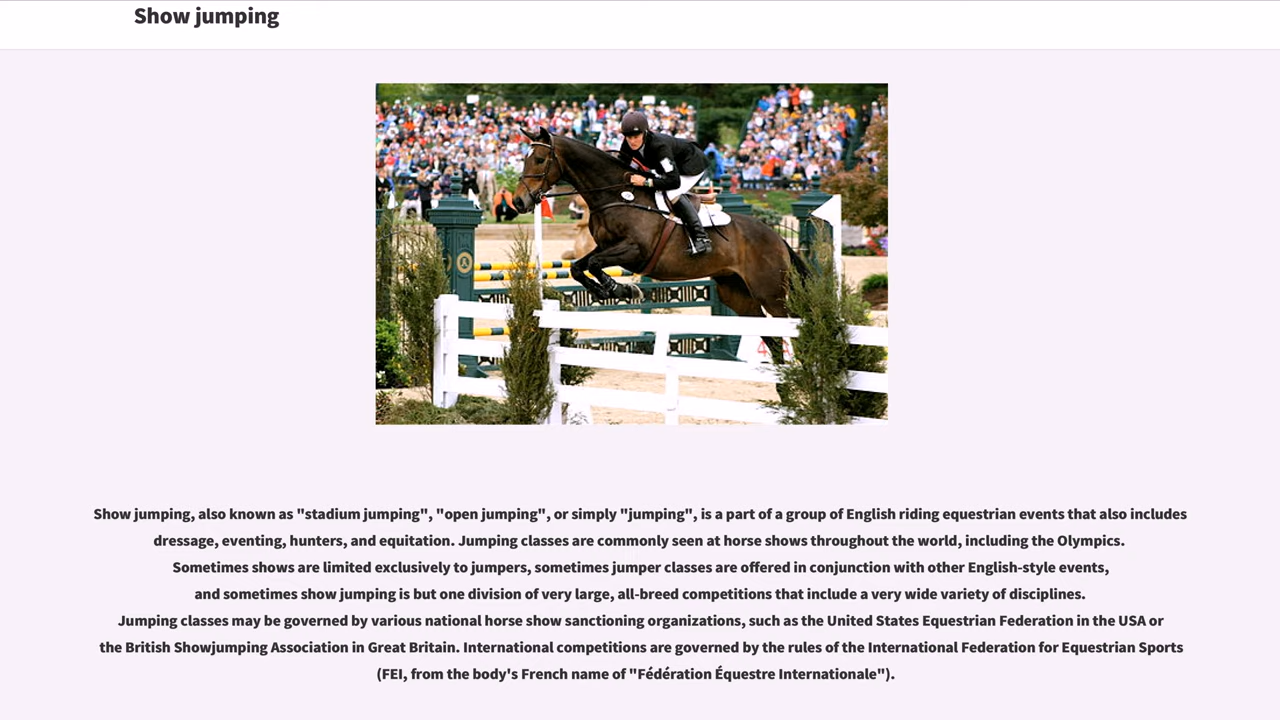 Show jumping
Show jumping, also known as "stadium jumping", "open jumping", or simply "jumping", is a part of a group of English riding equestrian events that also includes
dressage, eventing, hunters, and equitation. Jumping classes are commonly seen at horse shows throughout the world, including the Olympics.
Sometimes shows are limited exclusively to jumpers, sometimes jumper classes are offered in conjunction with other English-style events,
and sometimes show jumping is but one division of very large, all-breed competitions that include a very wide variety of disciplines.
Jumping classes may be governed by various national horse show sanctioning organizations, such as the United States Equestrian Federation in the USA or
the British Showjumping Association in Great Britain. International competitions are governed by the rules of the International Federation for Equestrian Sports
(FEI, from the body's French name of "Fédération Équestre Internationale").